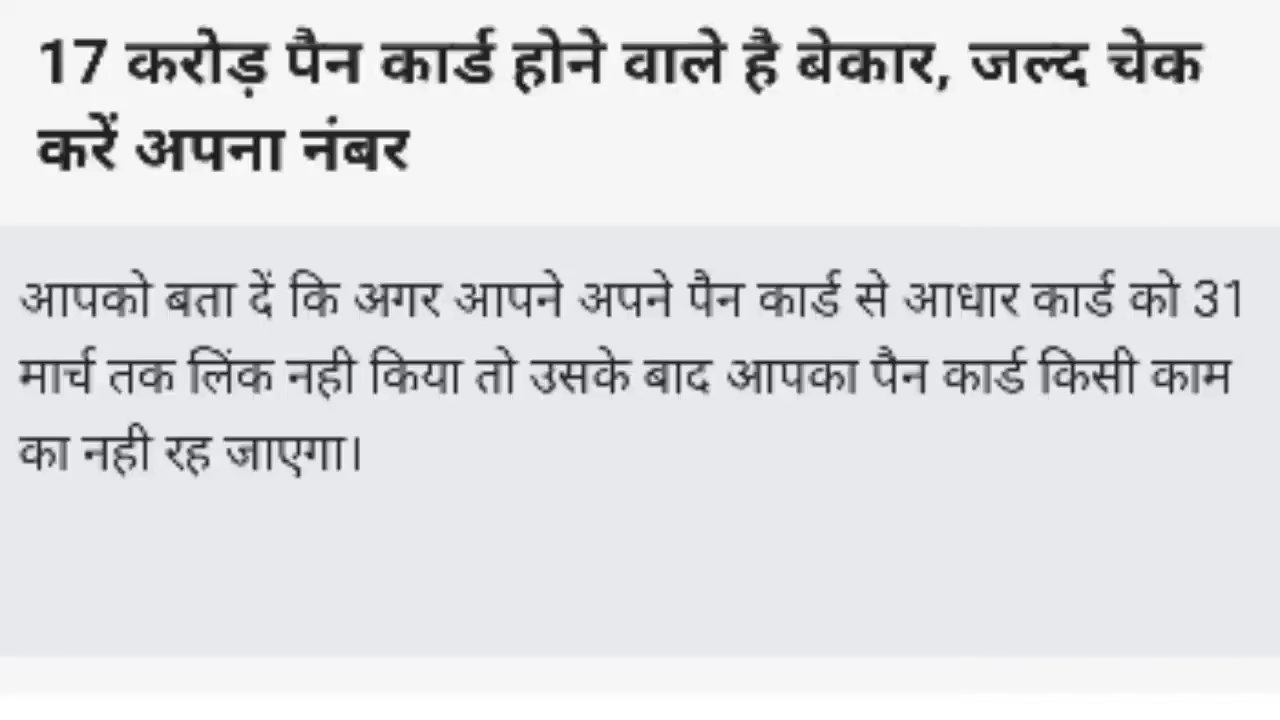 17 करोड़ पैन कार्ड होने वाले है बेकार, जल्द चेक
करें अपना नंबर
आपको बता दें कि अगर आपने अपने पैन कार्ड से आधार कार्ड को 31
मार्च तक लिंक नही किया तो उसके बाद आपका पैन कार्ड किसी काम
का नही रह जाएगा।